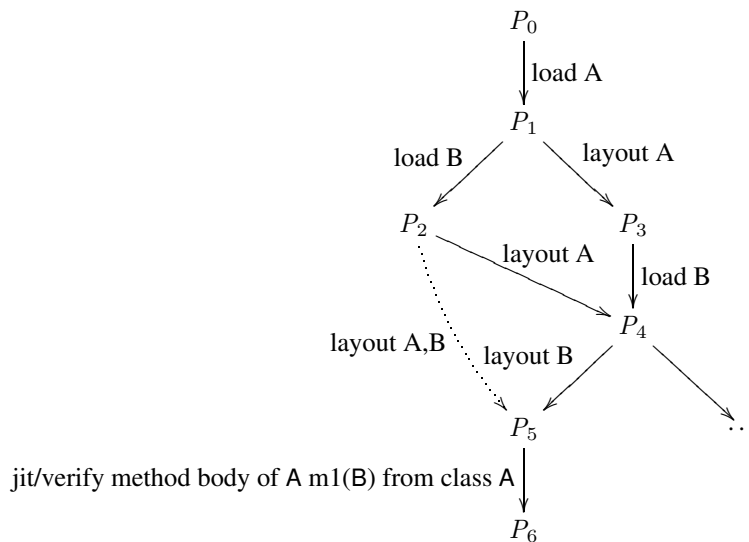 P0
load A
P1
load B
layout A
P2
P3
layout A
load B
P4
layout A,B
layout B
P5
..
jit/verify method body of A m1(B) from class A
P6